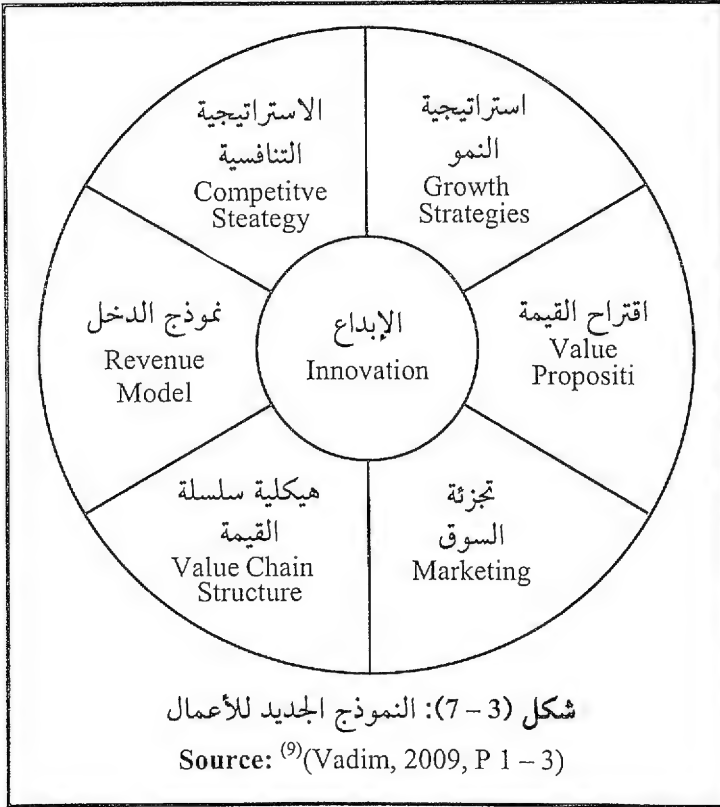 الاستراتيجية
التنافسية
Competitve
Steategy
استراتيجية
النمو
Growth
Strategies
نموذج الدخل
Revenue
Model
الإبداع
Innovation
اقتراح القيمة
Value
Propositi
هيكلية سلسلة
القيمة
Value Chain
Structure
تجزئة
السوق
Marketing
شكل (3 – 7): النموذج الجديد للأعمال
Source: (9)(Vadim, 2009, P 1 – 3)